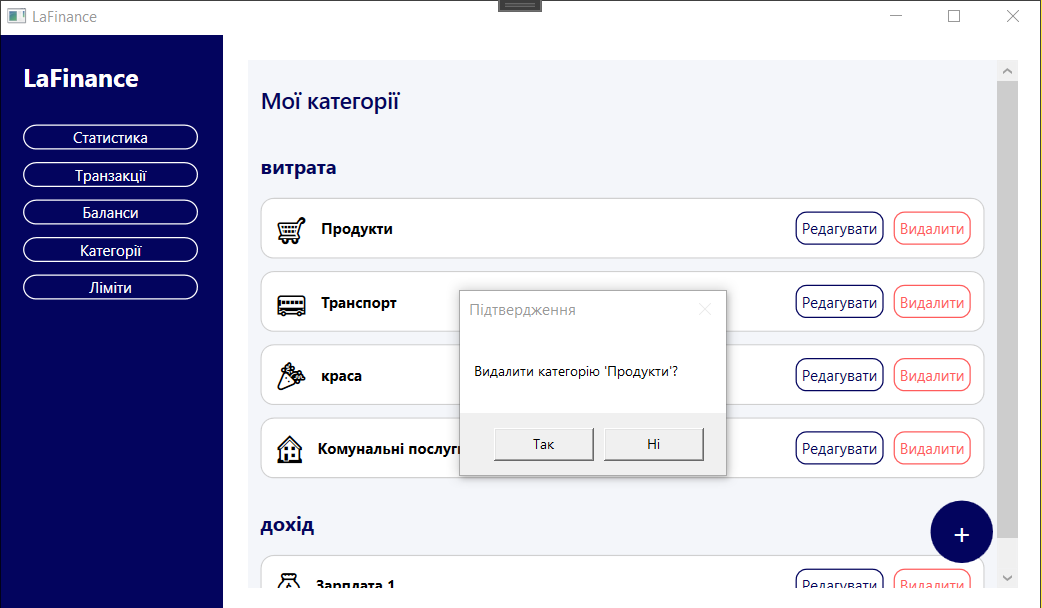 LaFinance
LaFinance
Статистика
Транзакції
Баланси
Категорії
Ліміти
Мої категорії
витрата
Продукти Редагувати Видалити
Транспорт Редагувати Видалити
краса Редагувати Видалити
Комунальні послуги Редагувати Видалити
Підтвердження
Видалити категорію 'Продукти'?
Так Ні
дохід
+
Зарплата 1 Редагувати Видалити